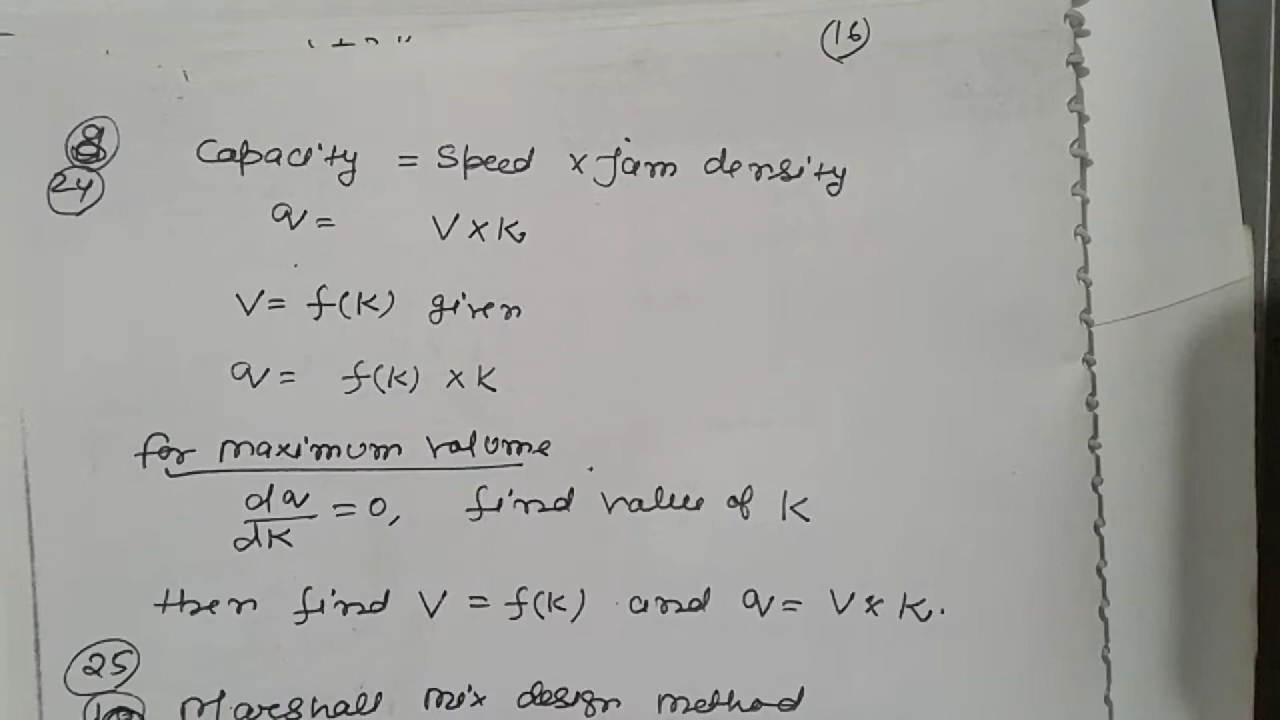 (16)
8
24
Capacity = Speed × jam density
q = V × K
V = f(K) given
q = f(K) × K
for maximum volume
dq/dK = 0, find value of K
then find V = f(K) and q = V × K.
25
Marshall mix design method